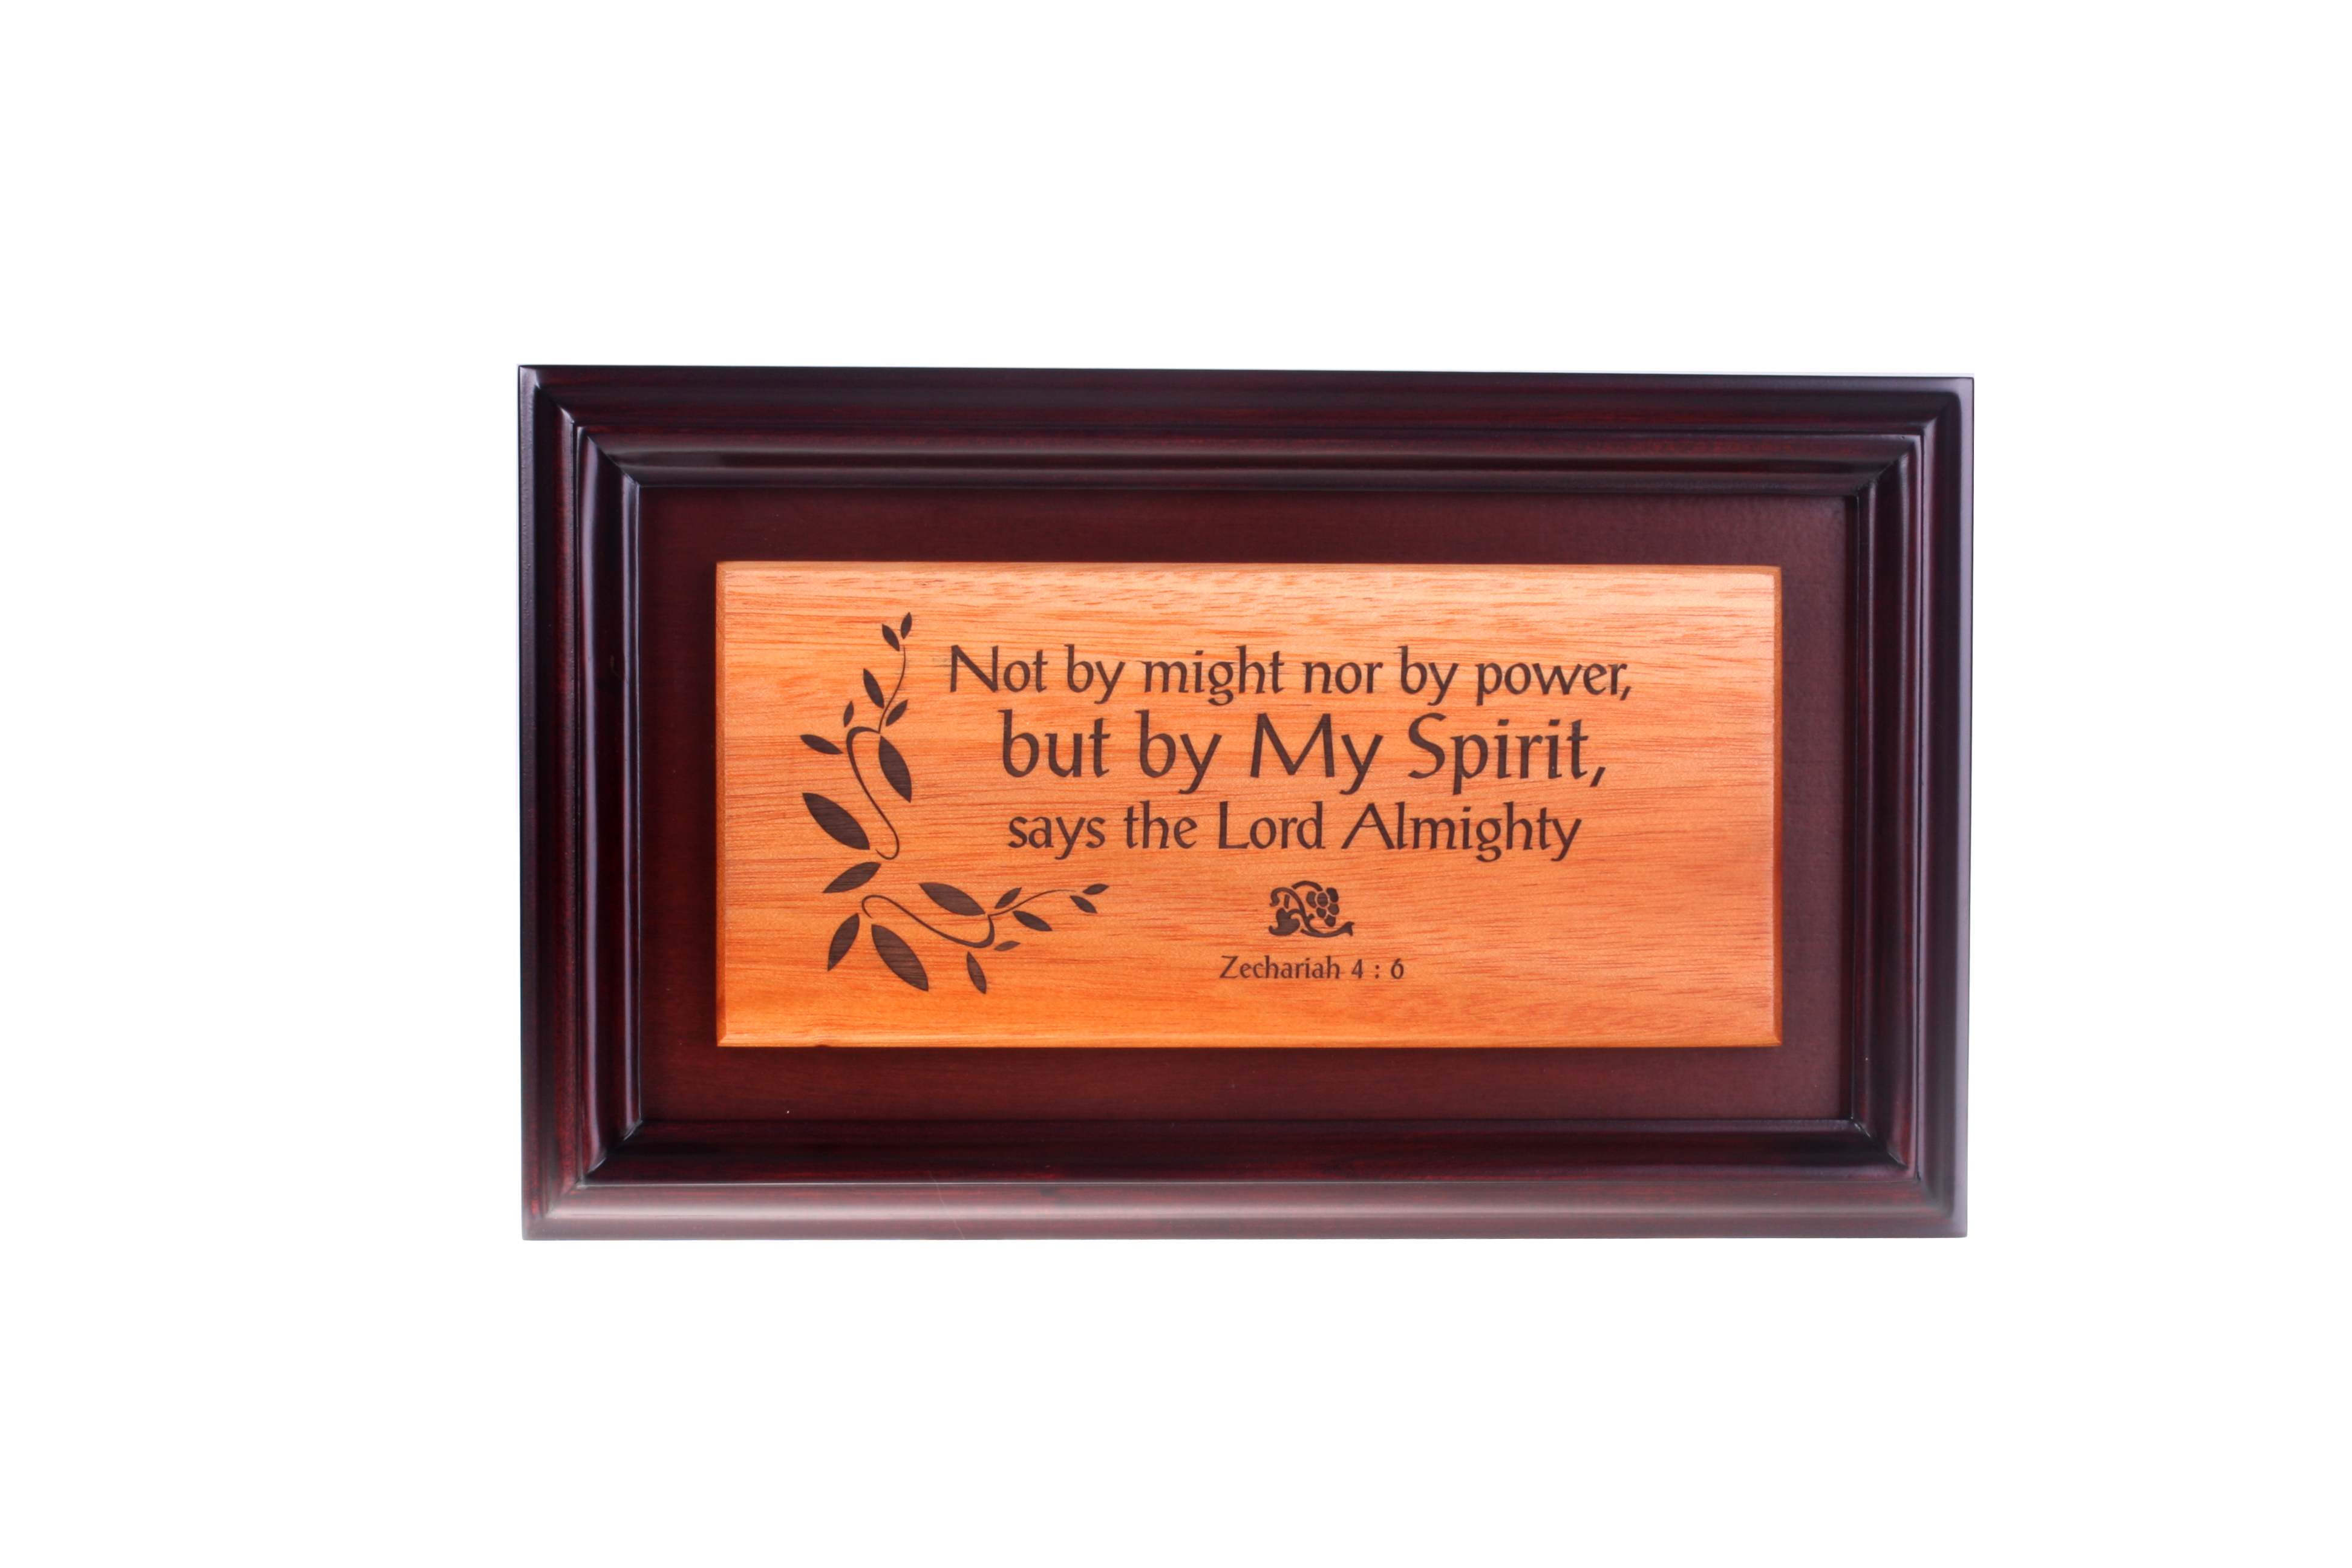 Not by might nor by power,
but by My Spirit,
says the Lord Almighty
Zechariah 4 : 6